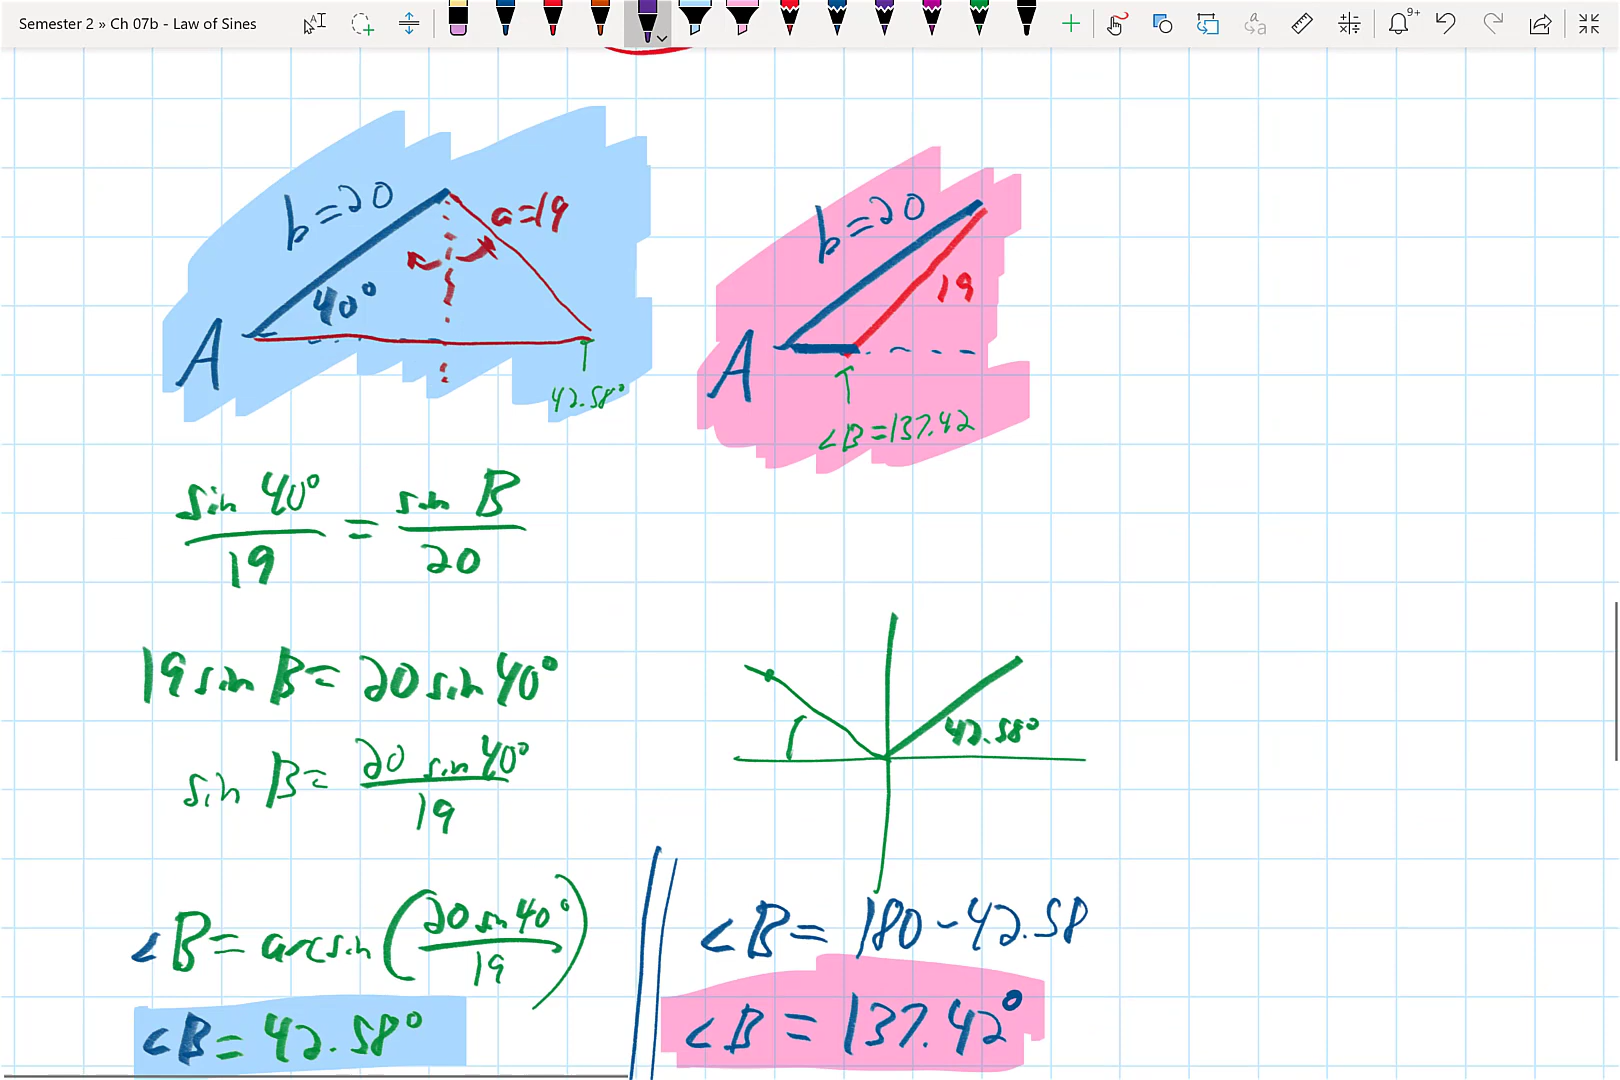 Semester 2 » Ch 07b - Law of Sines
9+
b=20
a=19
40°
A
42.58°
b=20
19
A
∠B=137.42
sin 40°/19 = sin B/20
19 sin B = 20 sin 40°
sin B = 20 sin 40°/19
42.58°
∠B = arcsin(20 sin 40°/19)
∠B = 42.58°
∠B = 180-42.58
∠B = 137.42°